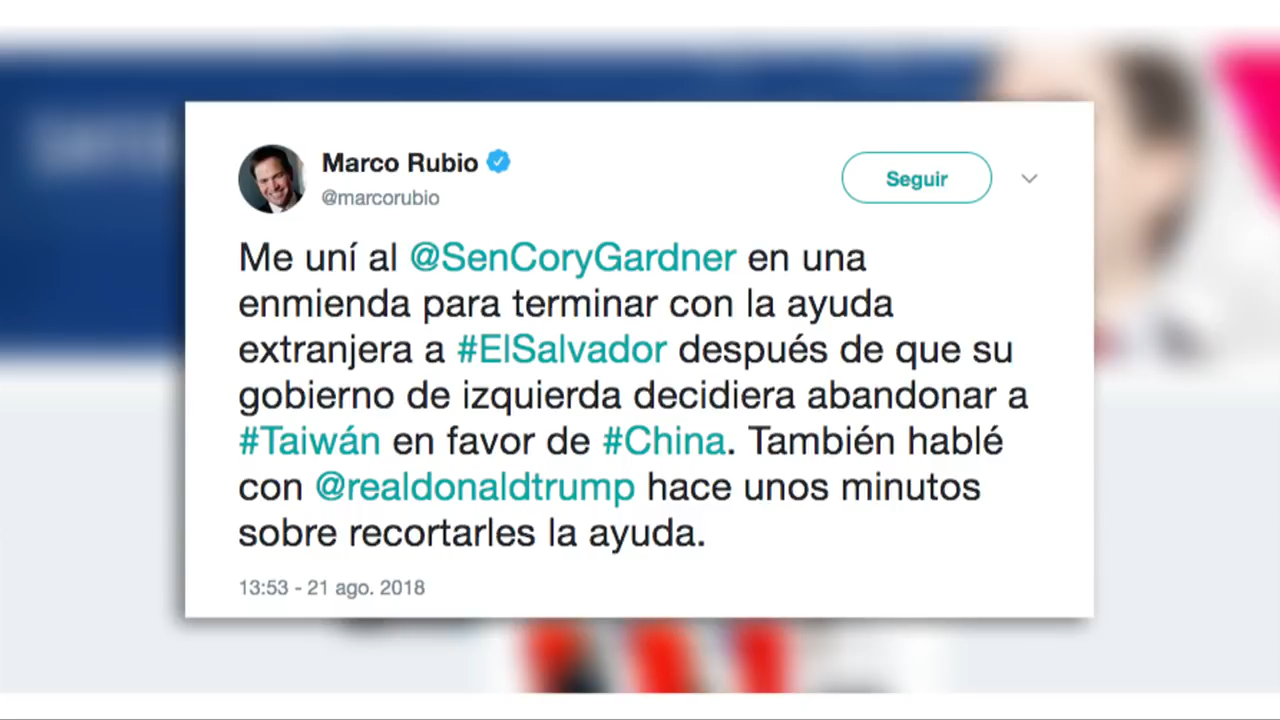 Marco Rubio
@marcorubio
Seguir
Me uní al @SenCoryGardner en una
enmienda para terminar con la ayuda
extranjera a #ElSalvador después de que su
gobierno de izquierda decidiera abandonar a
#Taiwán en favor de #China. También hablé
con @realdonaldtrump hace unos minutos
sobre recortarles la ayuda.
13:53 - 21 ago. 2018